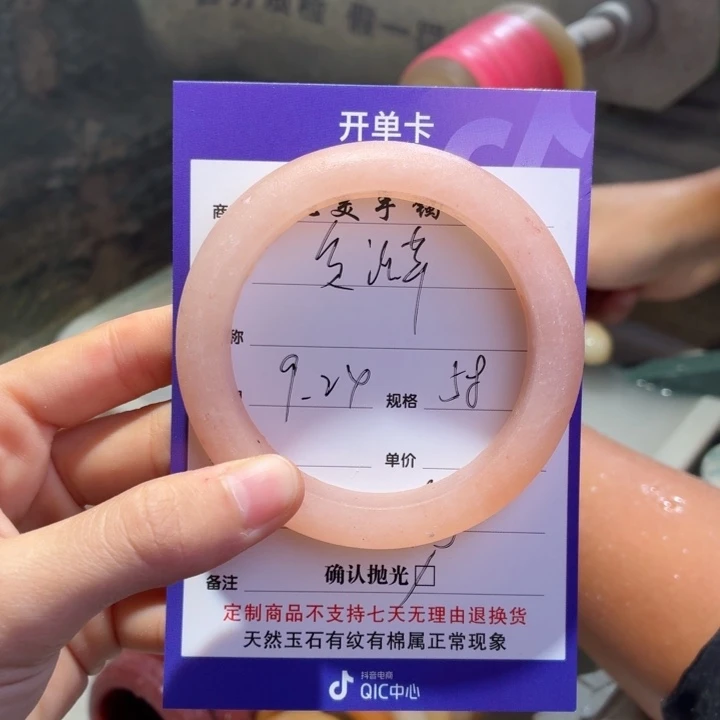 开单卡
商
手镯
称
9-24 规格 58
单价
备注 确认抛光□
定制商品不支持七天无理由退换货
天然玉石有纹有棉属正常现象
抖音电商
QIC中心